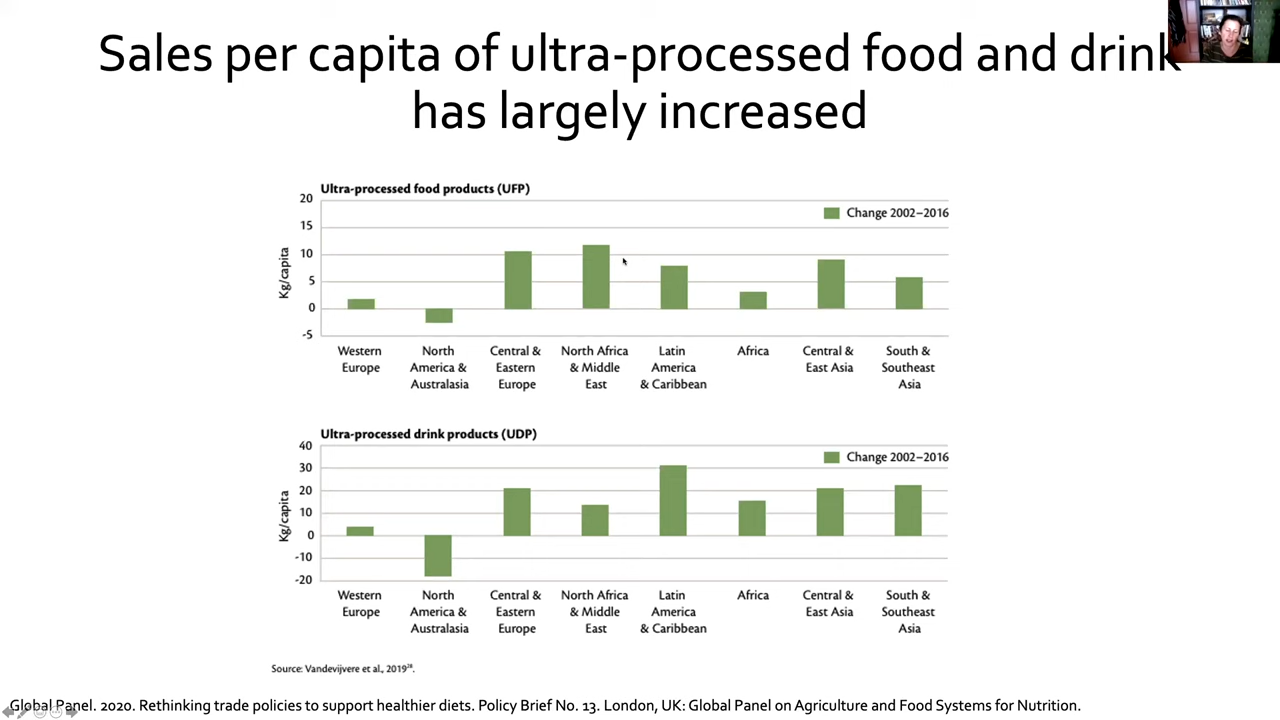 Sales per capita of ultra-processed food and drink
has largely increased
Ultra-processed food products (UFP)
Change 2002–2016
Kg/capita
20
15
10
5
0
-5
Western Europe
North America & Australasia
Central & Eastern Europe
North Africa & Middle East
Latin America & Caribbean
Africa
Central & East Asia
South & Southeast Asia
Ultra-processed drink products (UDP)
Change 2002–2016
Kg/capita
40
30
20
10
0
-10
-20
Western Europe
North America & Australasia
Central & Eastern Europe
North Africa & Middle East
Latin America & Caribbean
Africa
Central & East Asia
South & Southeast Asia
Source: Vandevijvere et al., 2019²⁸.
Global Panel. 2020. Rethinking trade policies to support healthier diets. Policy Brief No. 13. London, UK: Global Panel on Agriculture and Food Systems for Nutrition.